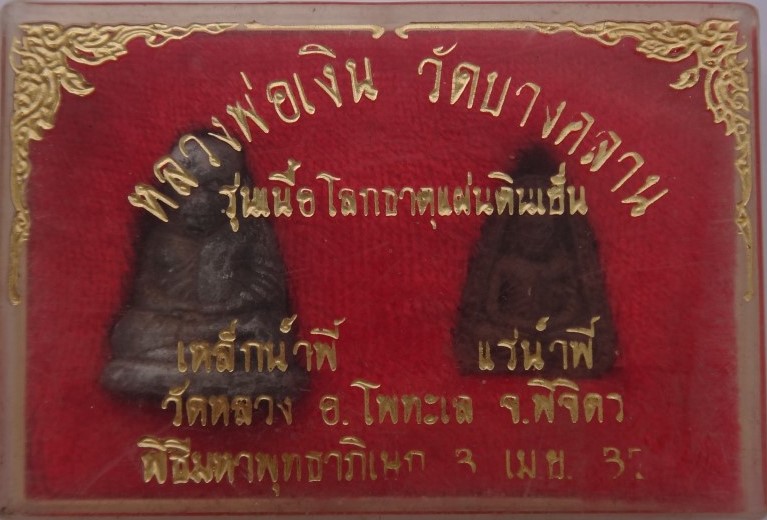 หลวงพ่อเงิน วัดบางคลาน
รุ่นเนื้อโลกธาตุแผ่นดินเย็น
เหล็กน้ำพี้ แร่น้ำพี้
วัดหลวง อ.โพทะเล จ.พิจิตร
พิธีมหาพุทธาภิเษก 3 เม.ย.